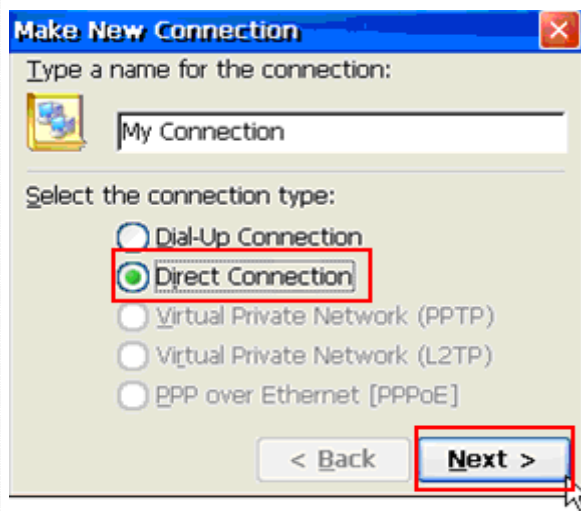 Make New Connection
Type a name for the connection:
My Connection
Select the connection type:
Dial-Up Connection
Direct Connection
Virtual Private Network (PPTP)
Virtual Private Network (L2TP)
PPP over Ethernet [PPPoE]
< Back Next >